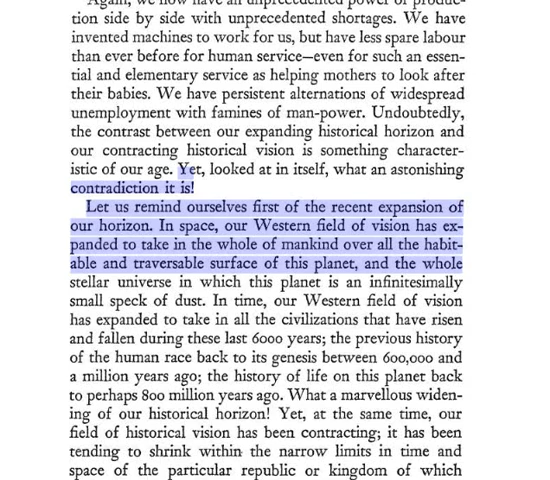 Again, we now have an unprecedented power of produc-
tion side by side with unprecedented shortages. We have
invented machines to work for us, but have less spare labour
than ever before for human service—even for such an essen-
tial and elementary service as helping mothers to look after
their babies. We have persistent alternations of widespread
unemployment with famines of man-power. Undoubtedly,
the contrast between our expanding historical horizon and
our contracting historical vision is something character-
istic of our age. Yet, looked at in itself, what an astonishing
contradiction it is!
Let us remind ourselves first of the recent expansion of
our horizon. In space, our Western field of vision has ex-
panded to take in the whole of mankind over all the habit-
able and traversable surface of this planet, and the whole
stellar universe in which this planet is an infinitesimally
small speck of dust. In time, our Western field of vision
has expanded to take in all the civilizations that have risen
and fallen during these last 6000 years; the previous history
of the human race back to its genesis between 600,000 and
a million years ago; the history of life on this planet back
to perhaps 800 million years ago. What a marvellous widen-
ing of our historical horizon! Yet, at the same time, our
field of historical vision has been contracting; it has been
tending to shrink within the narrow limits in time and
space of the particular republic or kingdom of which